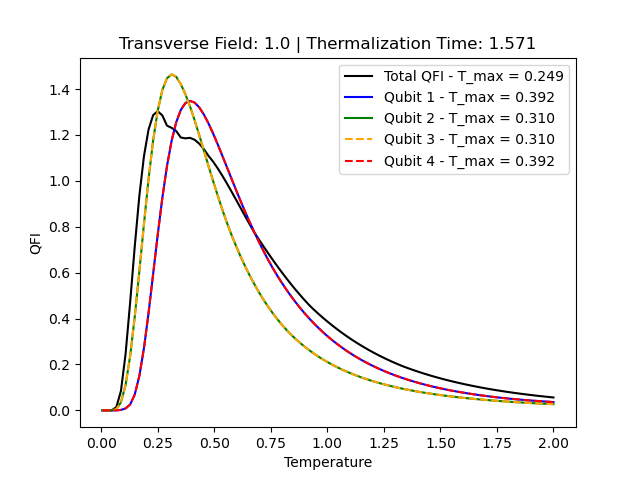 Transverse Field: 1.0 | Thermalization Time: 1.571
Total QFI - T_max = 0.249
Qubit 1 - T_max = 0.392
Qubit 2 - T_max = 0.310
Qubit 3 - T_max = 0.310
Qubit 4 - T_max = 0.392
QFI
1.4
1.2
1.0
0.8
0.6
0.4
0.2
0.0
0.00 0.25 0.50 0.75 1.00 1.25 1.50 1.75 2.00
Temperature